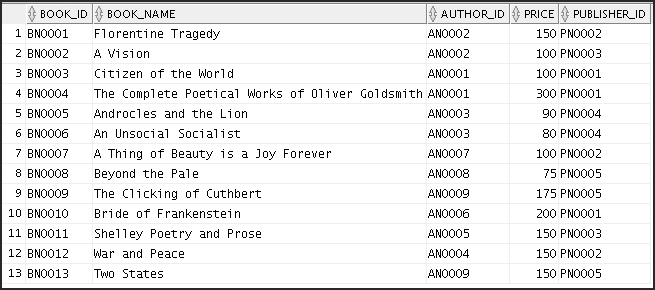 BOOK_ID BOOK_NAME AUTHOR_ID PRICE PUBLISHER_ID
1 BN0001 Florentine Tragedy AN0002 150 PN0002
2 BN0002 A Vision AN0002 100 PN0003
3 BN0003 Citizen of the World AN0001 100 PN0001
4 BN0004 The Complete Poetical Works of Oliver Goldsmith AN0001 300 PN0001
5 BN0005 Androcles and the Lion AN0003 90 PN0004
6 BN0006 An Unsocial Socialist AN0003 80 PN0004
7 BN0007 A Thing of Beauty is a Joy Forever AN0007 100 PN0002
8 BN0008 Beyond the Pale AN0008 75 PN0005
9 BN0009 The Clicking of Cuthbert AN0009 175 PN0005
10 BN0010 Bride of Frankenstein AN0006 200 PN0001
11 BN0011 Shelley Poetry and Prose AN0005 150 PN0003
12 BN0012 War and Peace AN0004 150 PN0002
13 BN0013 Two States AN0009 150 PN0005